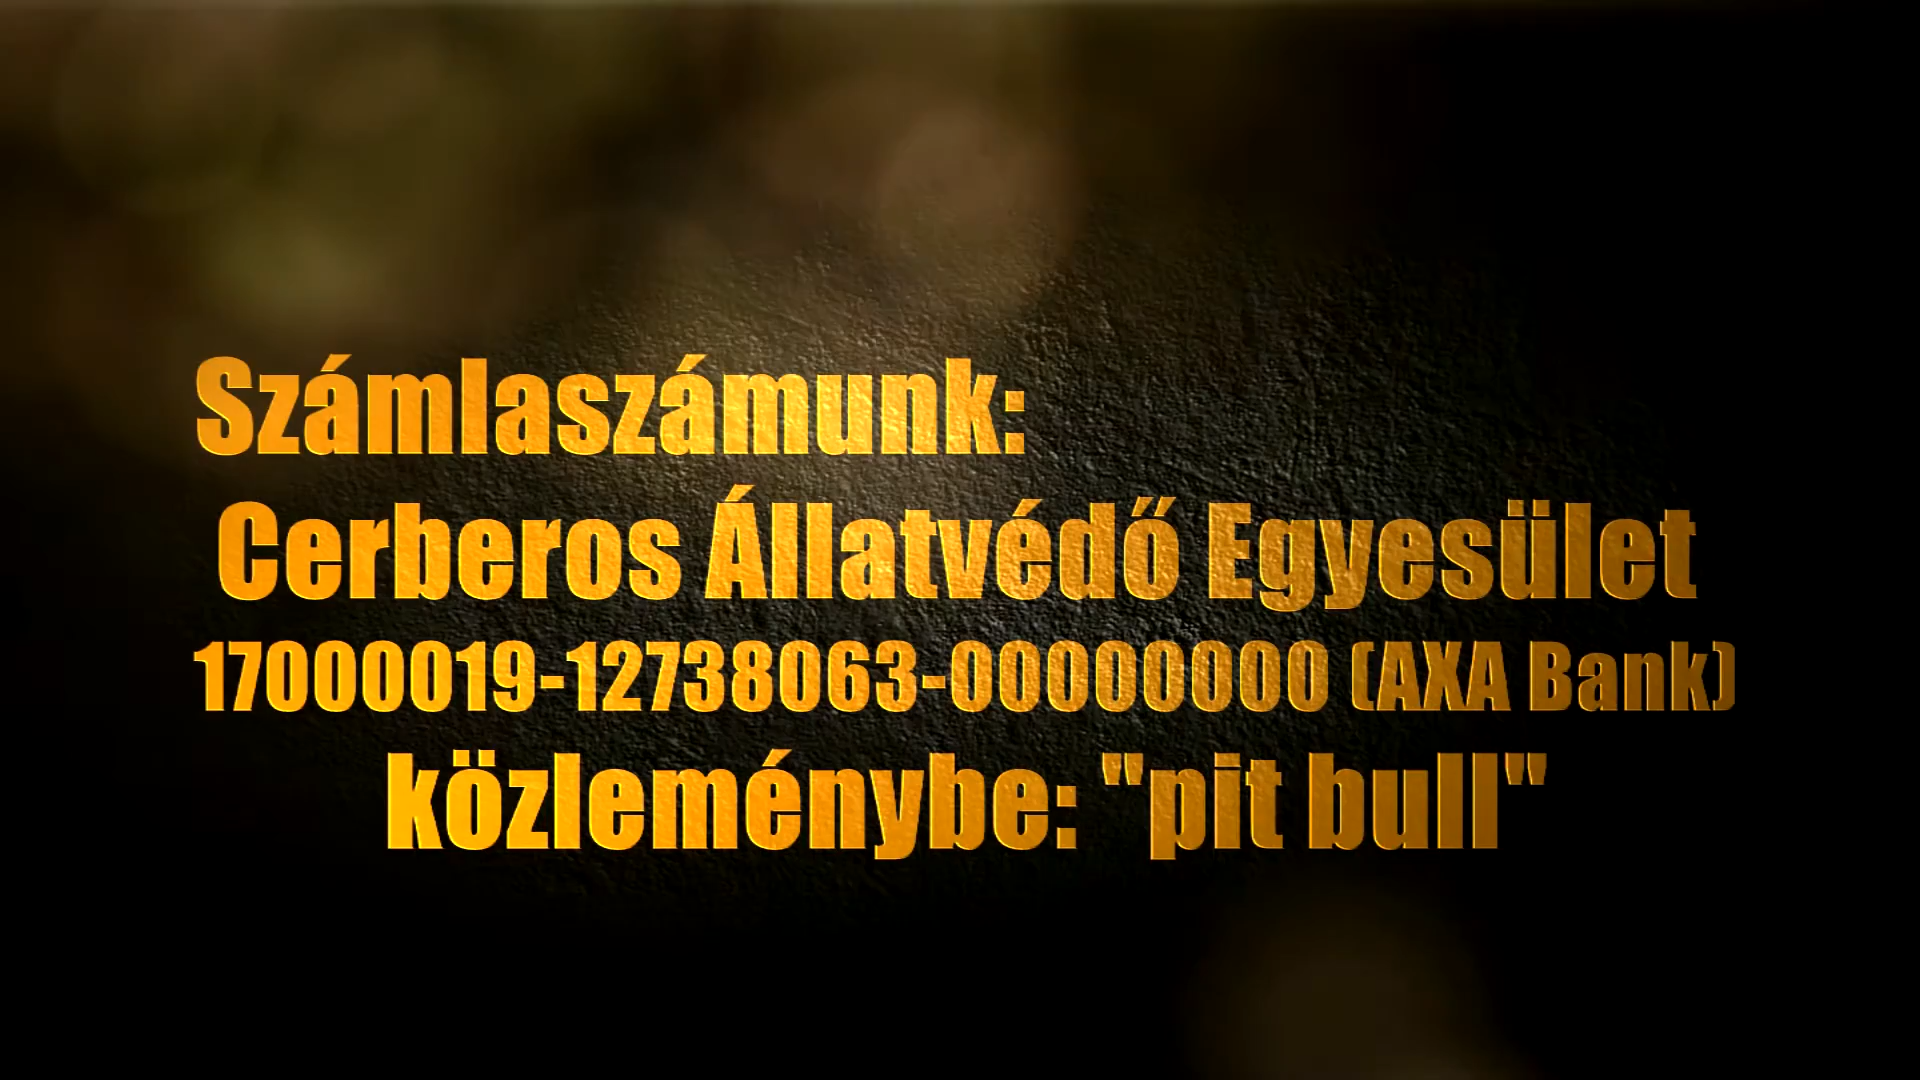 Számlaszámunk:
Cerberos Állatvédő Egyesület
17000019-12738063-00000000 (AXA Bank)
közleménybe: "pit bull"